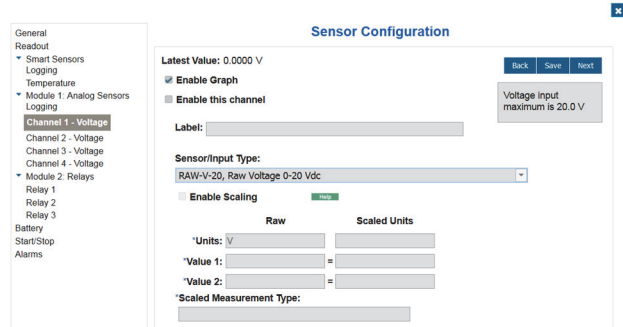 ×
Sensor Configuration
General
Readout
Smart Sensors
Logging
Temperature
Module 1: Analog Sensors
Logging
Channel 1 - Voltage
Channel 2 - Voltage
Channel 3 - Voltage
Channel 4 - Voltage
Module 2: Relays
Relay 1
Relay 2
Relay 3
Battery
Start/Stop
Alarms
Latest Value: 0.0000 V
Back Save Next
Enable Graph
Voltage input
maximum is 20.0 V
Enable this channel
Label:
Sensor/Input Type:
RAW-V-20, Raw Voltage 0-20 Vdc
Enable Scaling Help
Raw Scaled Units
*Units: V
*Value 1: =
*Value 2: =
*Scaled Measurement Type: